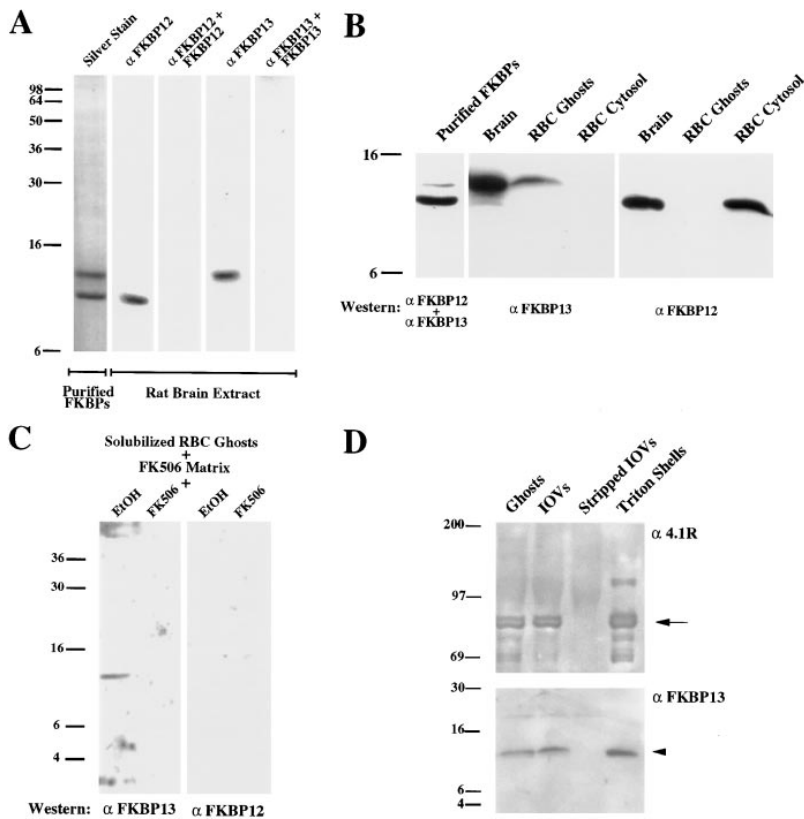 A
Silver Stain
α FKBP12
α FKBP12 +
FKBP12
α FKBP13
α FKBP13 +
FKBP13
98
64
50
36
30
16
6
Purified
FKBPs
Rat Brain Extract
B
Purified FKBPs
Brain
RBC Ghosts
RBC Cytosol
Brain
RBC Ghosts
RBC Cytosol
16
6
Western:
α FKBP12
+
α FKBP13
α FKBP13
α FKBP12
C
Solubilized RBC Ghosts
+
FK506 Matrix
+
EtOH
FK506
EtOH
FK506
36
30
16
6
4
Western: α FKBP13 α FKBP12
D
Ghosts
IOVs
Stripped IOVs
Triton Shells
200
97
69
α 4.1R
30
16
6
4
α FKBP13